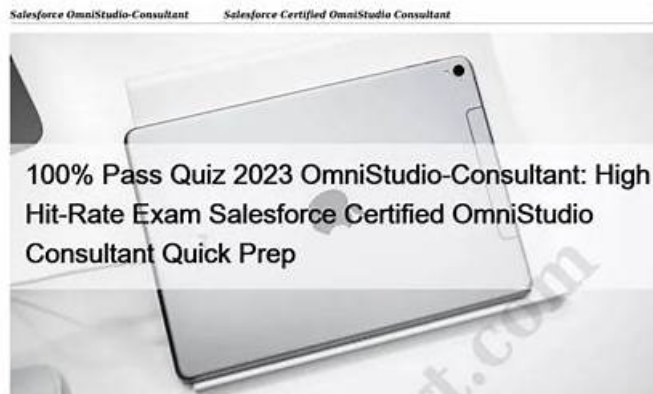 Salesforce OmniStudio-Consultant Salesforce Certified OmniStudio Consultant
100% Pass Quiz 2023 OmniStudio-Consultant: High
Hit-Rate Exam Salesforce Certified OmniStudio
Consultant Quick Prep